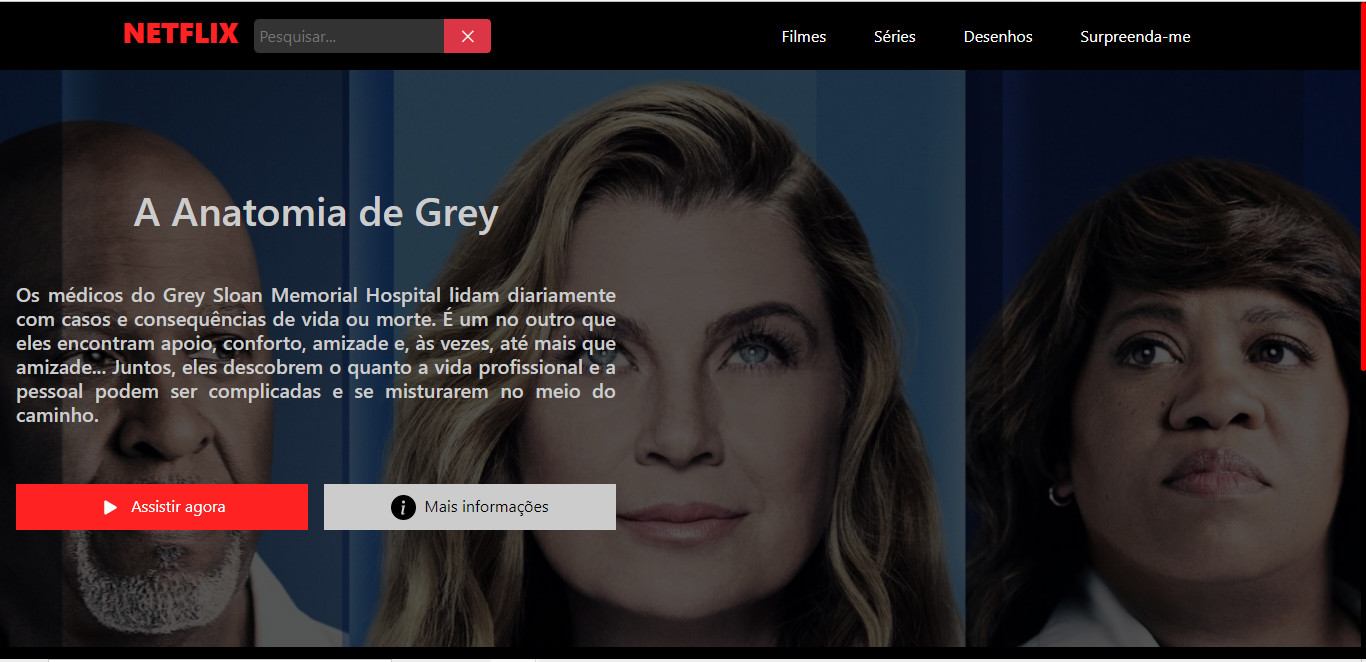 NETFLIX
Pesquisar...
Filmes
Séries
Desenhos
Surpreenda-me
A Anatomia de Grey
Os médicos do Grey Sloan Memorial Hospital lidam diariamente
com casos e consequências de vida ou morte. É um no outro que
eles encontram apoio, conforto, amizade e, às vezes, até mais que
amizade... Juntos, eles descobrem o quanto a vida profissional e a
pessoal podem ser complicadas e se misturarem no meio do
caminho.
Assistir agora
Mais informações